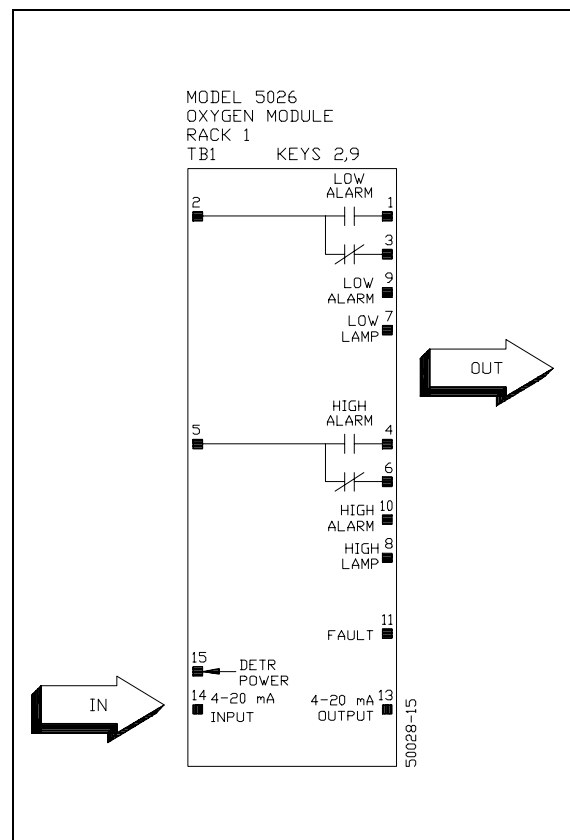 MODEL 5026
OXYGEN MODULE
RACK 1
TB1 KEYS 2,9
LOW
ALARM
2
1
3
9
LOW
ALARM
7
LOW
LAMP
OUT
HIGH
ALARM
5
4
6
10
HIGH
ALARM
8
HIGH
LAMP
11
FAULT
15
DETR
POWER
IN
14 4-20 mA
INPUT
4-20 mA 13
OUTPUT
50028-15